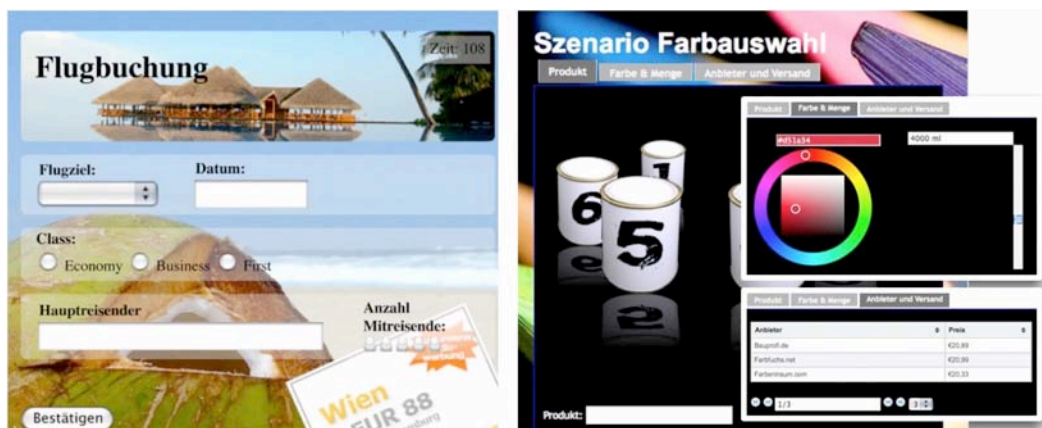 Flugbuchung
Zeit: 108
Flugziel:
Datum:
Class:
Economy
Business
First
Hauptreisender
Anzahl
Mitreisende:
werbung
Wien
EUR 88
Bestätigen
Szenario Farbauswahl
Produkt
Farbe & Menge
Anbieter und Versand
6
1
5
Produkt:
Produkt
Farbe & Menge
Anbieter und Versand
#d51a34
4000 ml
Produkt
Farbe & Menge
Anbieter und Versand
Anbieter
Preis
Bauprofi.de
€20,89
Farbfuchs.net
€20,99
Farbentraum.com
€20,33
1/3
3